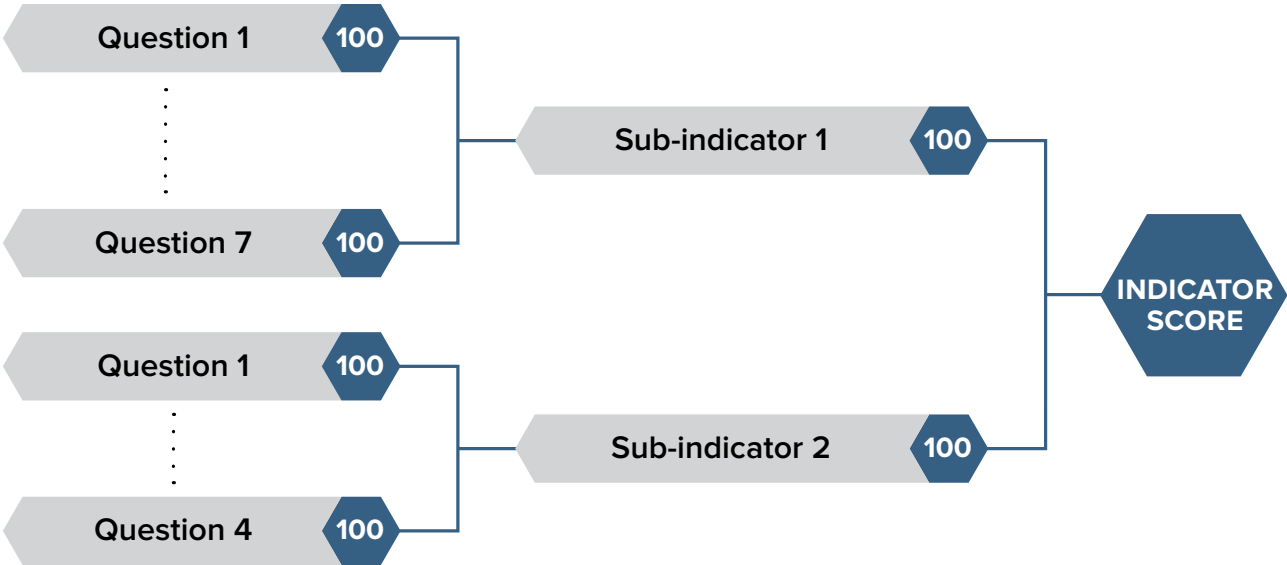 Question 1
100
Question 7
100
Sub-indicator 1
100
Question 1
100
Question 4
100
Sub-indicator 2
100
INDICATOR
SCORE